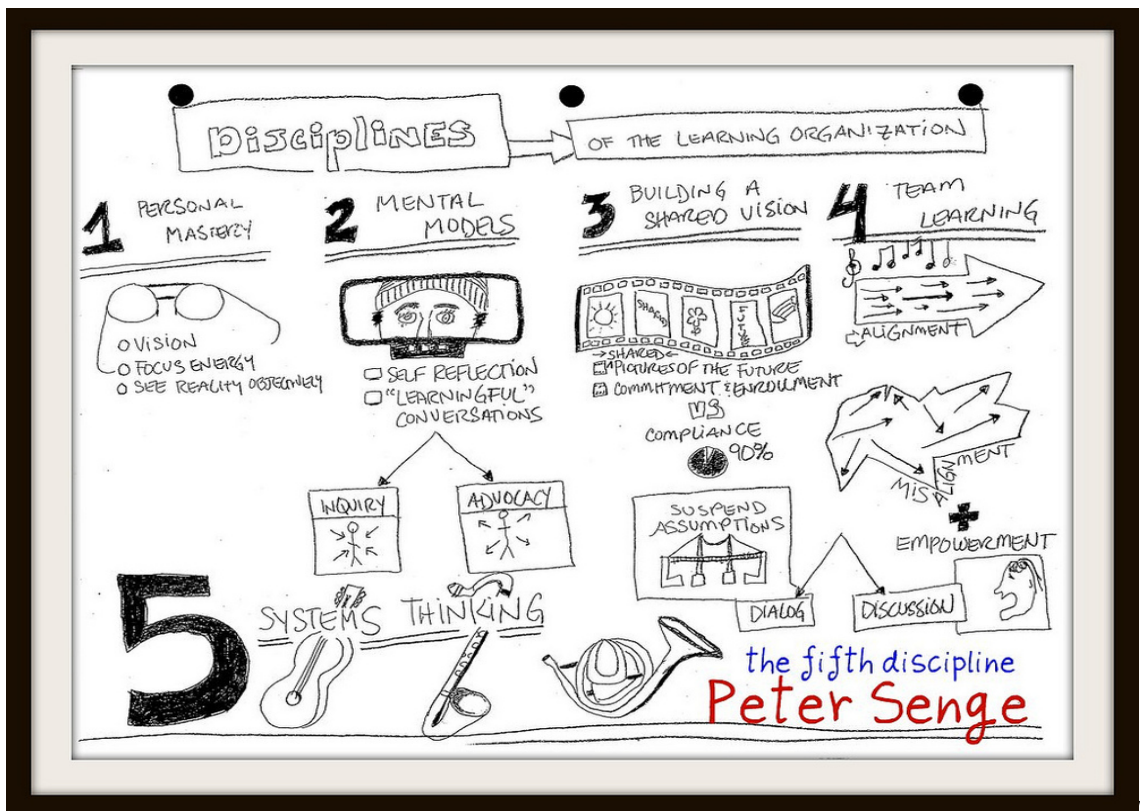 DISCIPLINES
OF THE LEARNING ORGANIZATION
1 PERSONAL
MASTERY
VISION
FOCUS ENERGY
SEE REALITY OBJECTIVELY
2 MENTAL
MODELS
SELF REFLECTION
"LEARNINGFUL"
CONVERSATIONS
INQUIRY
ADVOCACY
3 BUILDING A
SHARED VISION
SHARED
FUTURE
SHARED
PICTURES OF THE FUTURE
COMMITMENT & ENROLLMENT
VS
COMPLIANCE
90%
SUSPEND
ASSUMPTIONS
DIALOG
4 TEAM
LEARNING
ALIGNMENT
MISALIGNMENT
+
EMPOWERMENT
DISCUSSION
5 SYSTEMS THINKING
the fifth discipline
Peter Senge